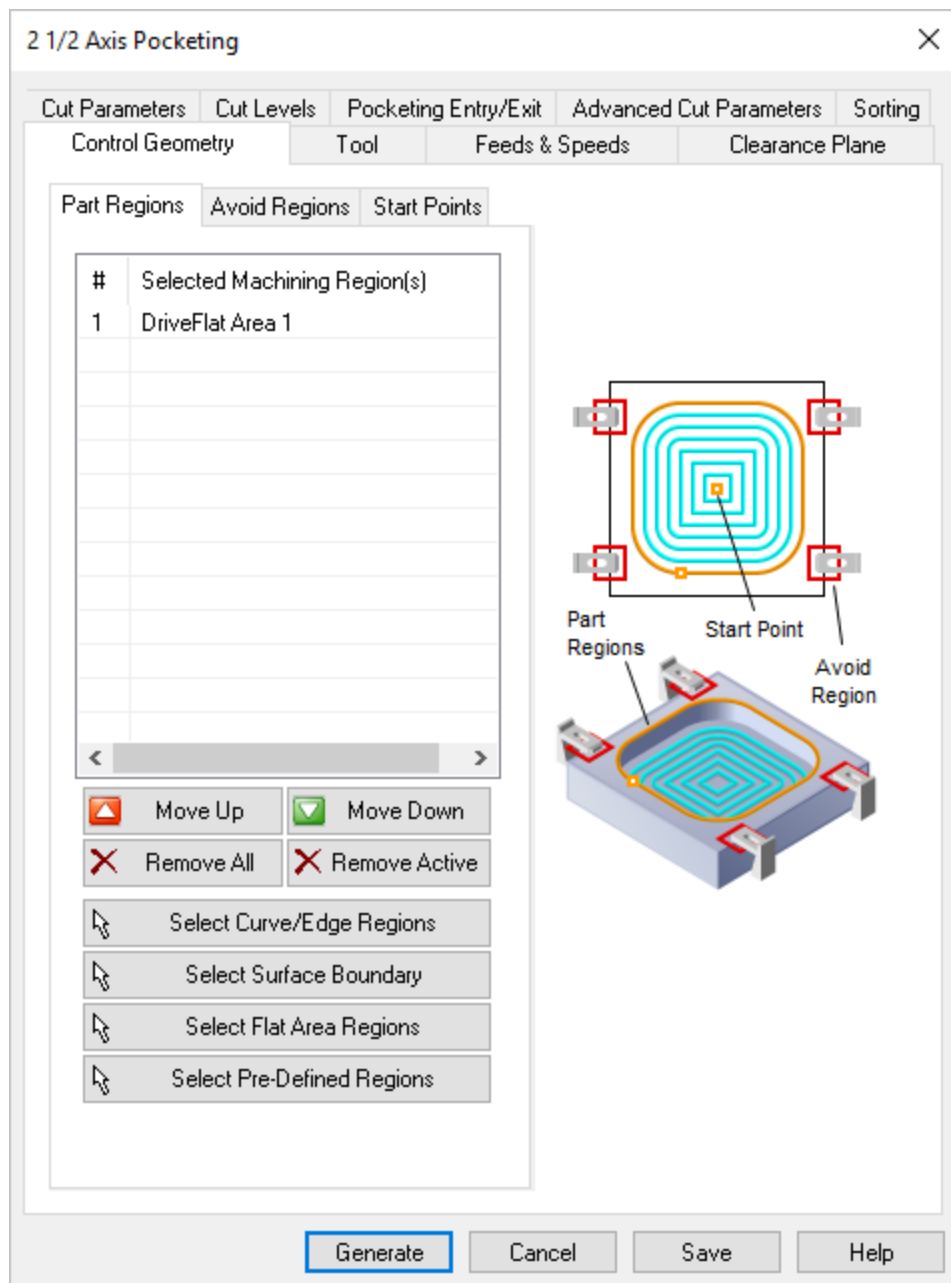 2 1/2 Axis Pocketing
Cut Parameters Cut Levels Pocketing Entry/Exit Advanced Cut Parameters Sorting
Control Geometry Tool Feeds & Speeds Clearance Plane
Part Regions Avoid Regions Start Points
# Selected Machining Region(s)
1 DriveFlat Area 1
Part
Regions
Start Point
Avoid
Region
Move Up Move Down
Remove All Remove Active
Select Curve/Edge Regions
Select Surface Boundary
Select Flat Area Regions
Select Pre-Defined Regions
Generate Cancel Save Help